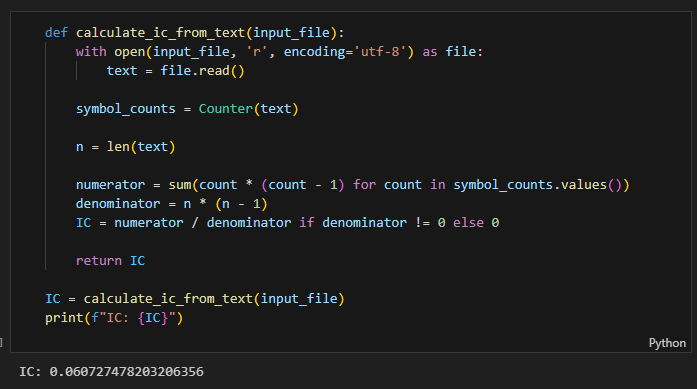 def calculate_ic_from_text(input_file):
    with open(input_file, 'r', encoding='utf-8') as file:
        text = file.read()

    symbol_counts = Counter(text)

    n = len(text)

    numerator = sum(count * (count - 1) for count in symbol_counts.values())
    denominator = n * (n - 1)
    IC = numerator / denominator if denominator != 0 else 0

    return IC

IC = calculate_ic_from_text(input_file)
print(f"IC: {IC}")
]
Python
IC: 0.060727478203206356